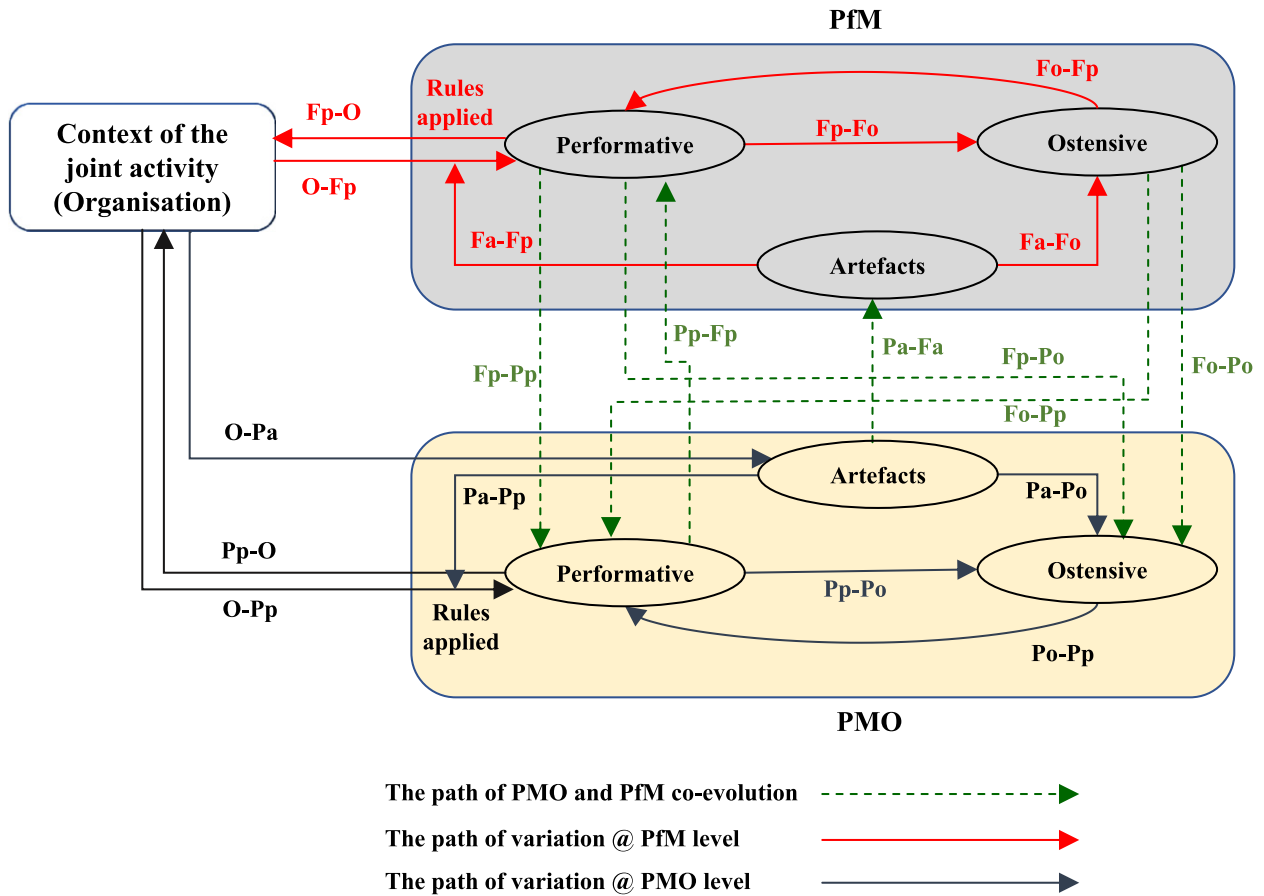 PfM
Fo-Fp
Rules
applied
Fp-O
Context of the
joint activity
(Organisation)
Performative
Fp-Fo
Ostensive
O-Fp
Fa-Fp
Artefacts
Fa-Fo
Pp-Fp
Pa-Fa
Fp-Po
Fp-Pp
Fo-Po
Fo-Pp
O-Pa
Artefacts
Pa-Pp
Pa-Po
Pp-O
Performative
Pp-Po
Ostensive
O-Pp
Rules
applied
Po-Pp
PMO
The path of PMO and PfM co-evolution
The path of variation @ PfM level
The path of variation @ PMO level